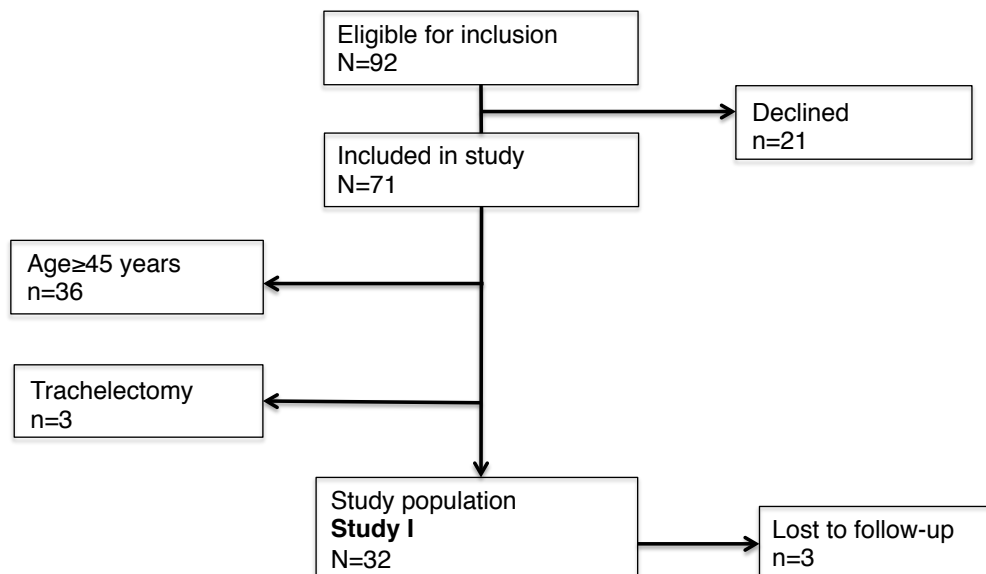 Eligible for inclusion
N=92
Declined
n=21
Included in study
N=71
Age≥45 years
n=36
Trachelectomy
n=3
Study population
Study I
N=32
Lost to follow-up
n=3